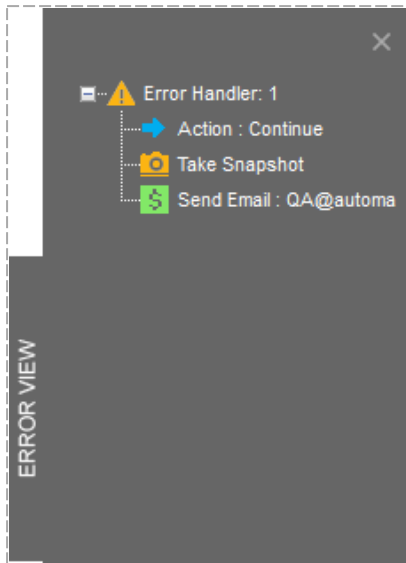 Error Handler: 1
Action : Continue
Take Snapshot
Send Email : QA@automa
ERROR VIEW